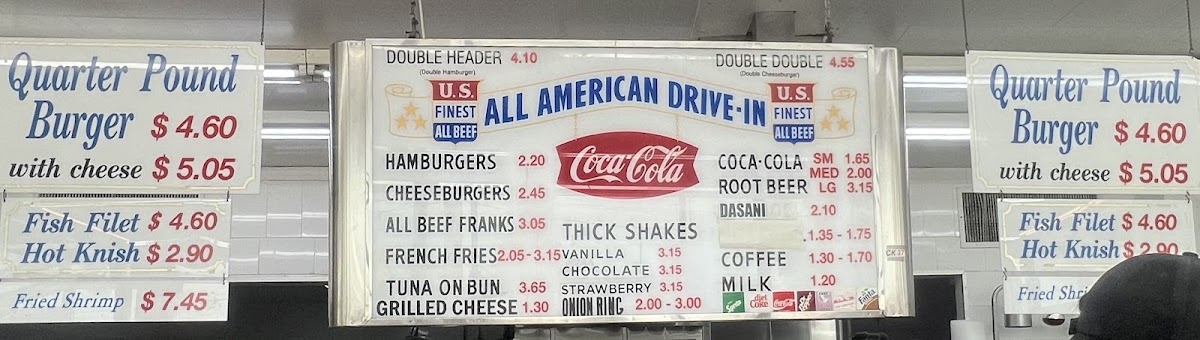 Quarter Pound
Burger $4.60
with cheese $5.05
Fish Filet $4.60
Hot Knish $2.90
Fried Shrimp $7.45
DOUBLE HEADER 4.10
(Double Hamburger)
DOUBLE DOUBLE 4.55
(Double Cheeseburger)
U.S.
FINEST
ALL BEEF
ALL AMERICAN DRIVE-IN
U.S.
FINEST
ALL BEEF
HAMBURGERS 2.20
CHEESEBURGERS 2.45
ALL BEEF FRANKS 3.05
FRENCH FRIES 2.05-3.15
TUNA ON BUN 3.65
GRILLED CHEESE 1.30
Coca-Cola
THICK SHAKES
VANILLA 3.15
CHOCOLATE 3.15
STRAWBERRY 3.15
ONION RING 2.00 - 3.00
COCA-COLA SM 1.65
MED 2.00
ROOT BEER LG 3.15
DASANI 2.10
.1.35 - 1.75
COFFEE 1.30 - 1.70
MILK 1.20
diet Coke
Coca-Cola
Fanta
Quarter Pound
Burger $4.60
with cheese $5.05
Fish Filet $4.60
Hot Knish $2.90
Fried Shri